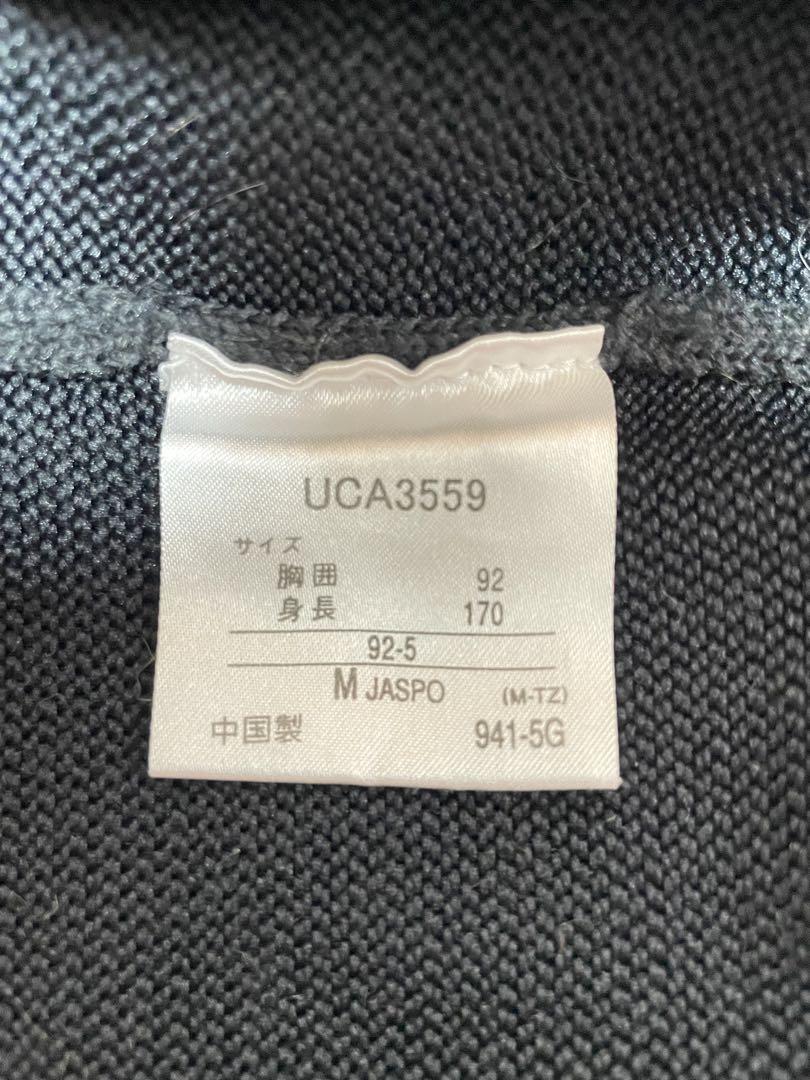 UCA3559
サイズ
胸囲 92
身長 170
92-5
M JASPO (M-TZ)
中国製 941-5G